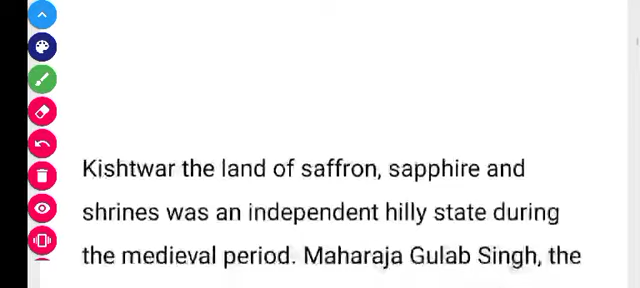 Kishtwar the land of saffron, sapphire and
shrines was an independent hilly state during
the medieval period. Maharaja Gulab Singh, the